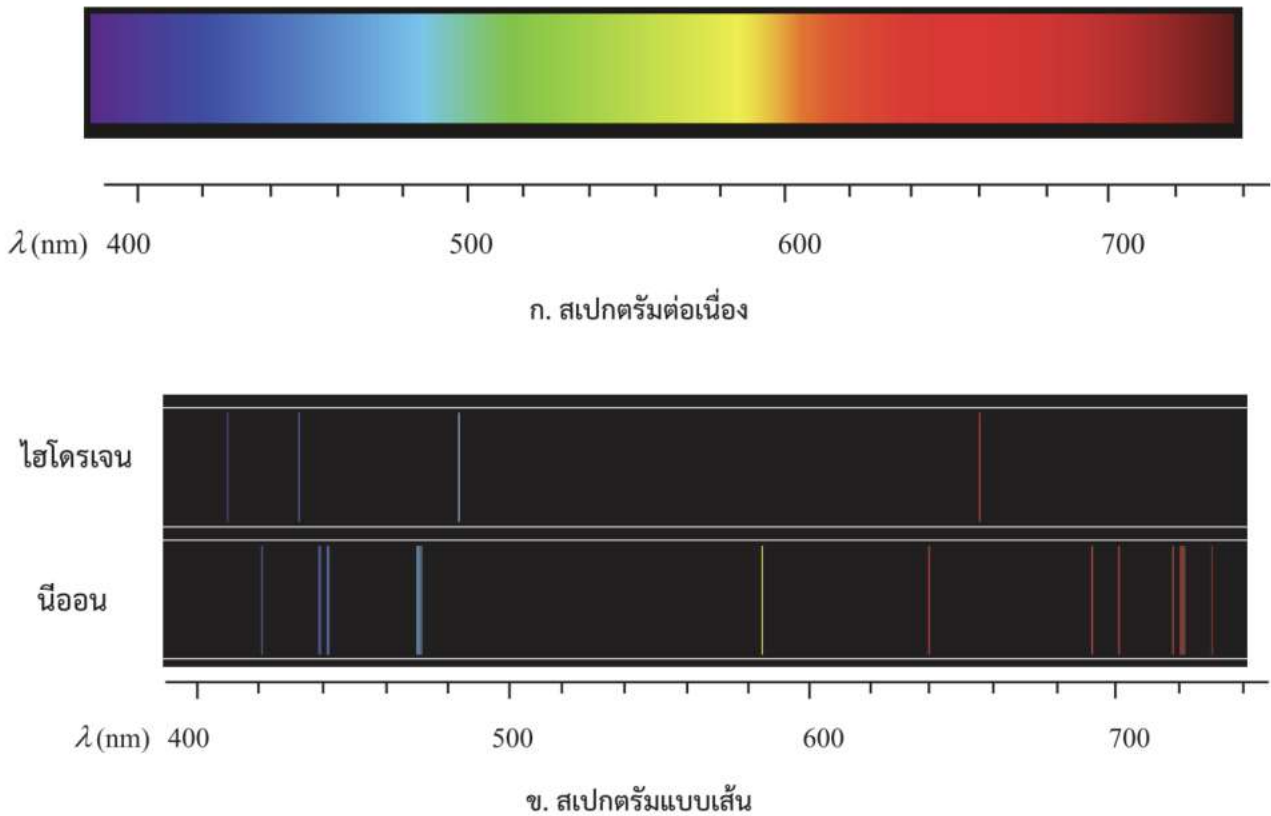 λ(nm) 400 500 600 700
ก. สเปกตรัมต่อเนื่อง
ไฮโดรเจน
นีออน
λ(nm) 400 500 600 700
ข. สเปกตรัมแบบเส้น